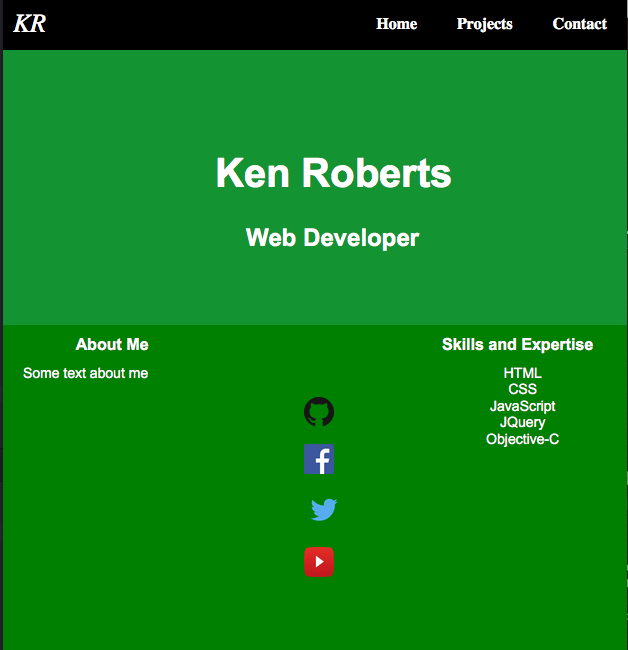 KR
Home Projects Contact
Ken Roberts
Web Developer
About Me
Some text about me
Skills and Expertise
HTML
CSS
JavaScript
JQuery
Objective-C